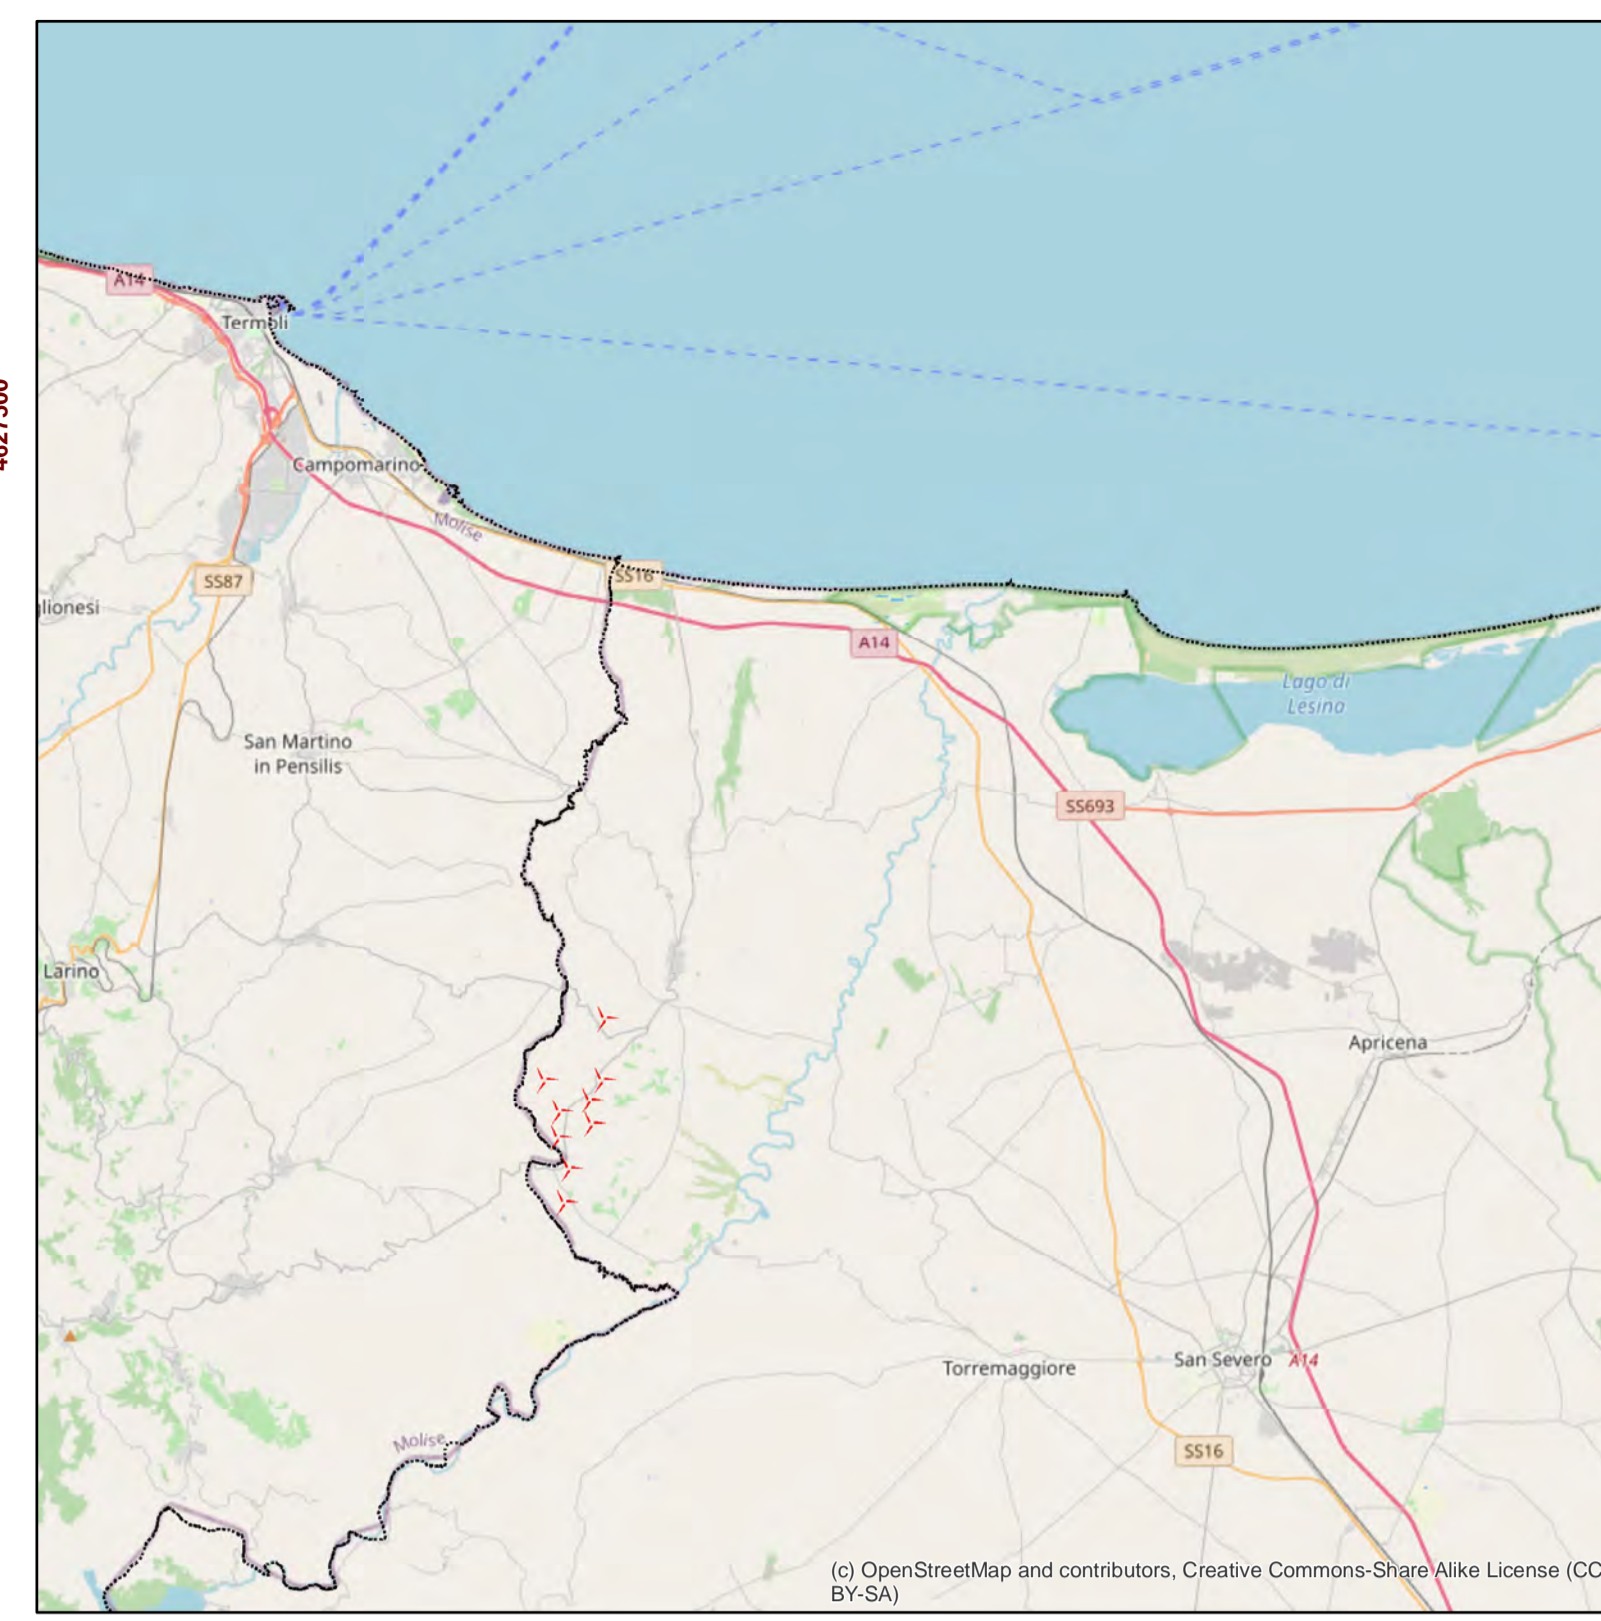 A14
Termoli
Campomarino
Molise
SS16
SS87
glionesi
A14
Lago di
Lesina
San Martino
in Pensilis
SS693
Larino
Apricena
San Severo
A14
Torremaggiore
Molise
SS16
(c) OpenStreetMap and contributors, Creative Commons-Share Alike License (CC
BY-SA)